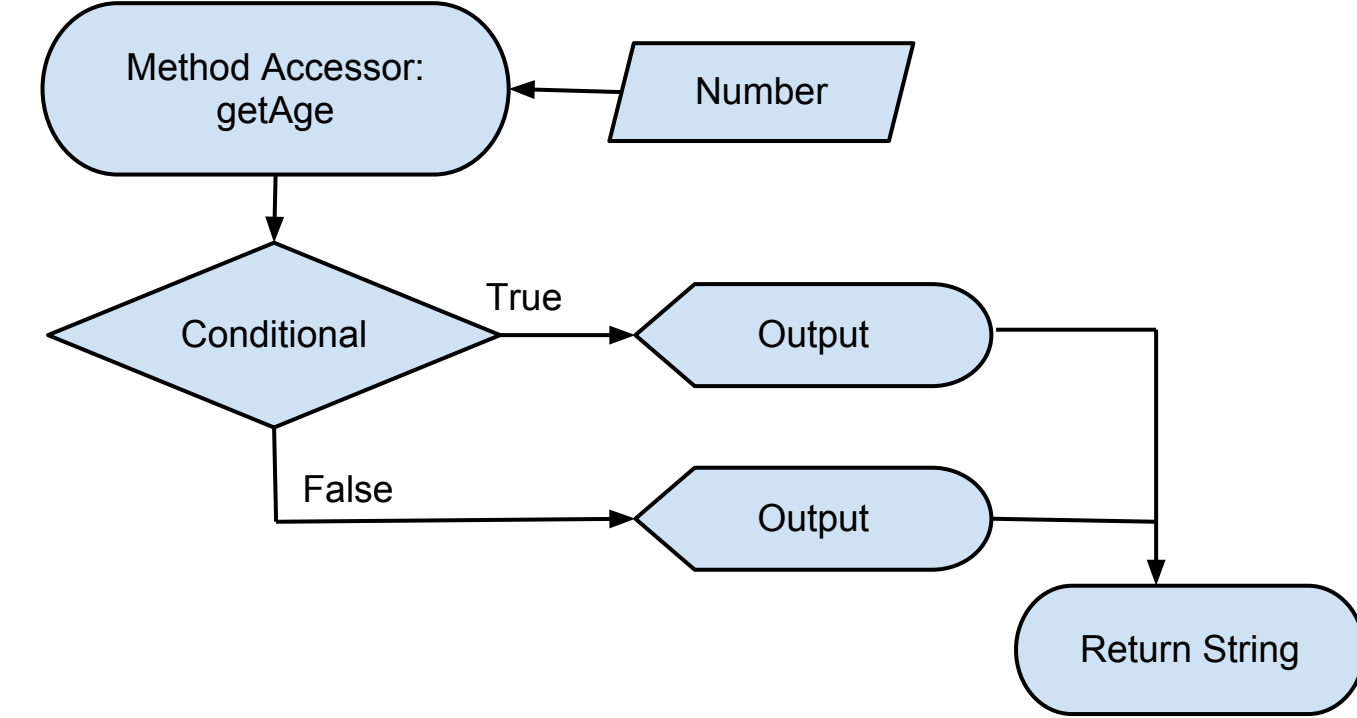 Method Accessor:
getAge
Number
True
Conditional
Output
False
Output
Return String